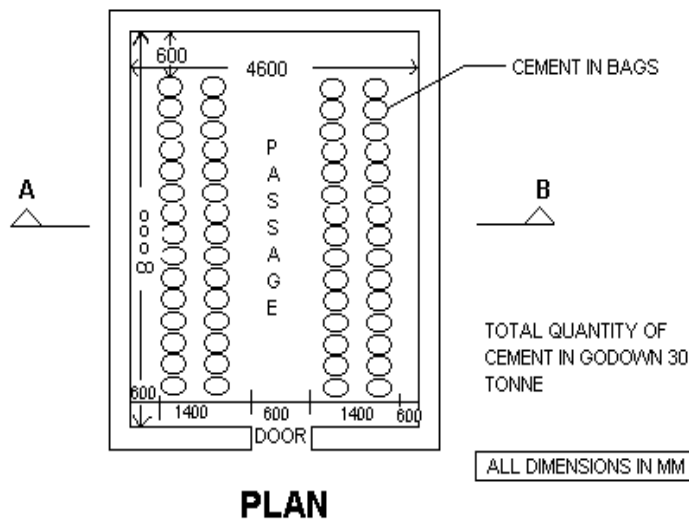 600
4600
CEMENT IN BAGS
PASSAGE
A
B
8000
TOTAL QUANTITY OF
CEMENT IN GODOWN 30
TONNE
600 1400 600 1400 600
DOOR
ALL DIMENSIONS IN MM
PLAN